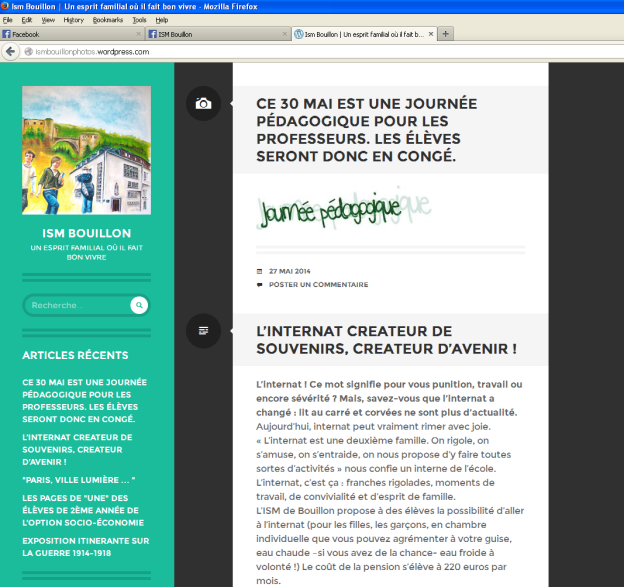 Ism Bouillon | Un esprit familial où il fait bon vivre - Mozilla Firefox
File Edit View History Bookmarks Tools Help
Facebook × ISM Bouillon × Ism Bouillon | Un esprit familial où il fait b... × +
ismbouillonphotos.wordpress.com
ISM BOUILLON
UN ESPRIT FAMILIAL OÙ IL FAIT
BON VIVRE
Recherche…
ARTICLES RÉCENTS
CE 30 MAI EST UNE JOURNÉE
PÉDAGOGIQUE POUR LES
PROFESSEURS. LES ÉLÈVES
SERONT DONC EN CONGÉ.
L'INTERNAT CREATEUR DE
SOUVENIRS, CREATEUR
D'AVENIR !
"PARIS, VILLE LUMIÈRE … "
LES PAGES DE "UNE" DES
ÉLÈVES DE 2ÈME ANNÉE DE
L'OPTION SOCIO-ÉCONOMIE
EXPOSITION ITINERANTE SUR
LA GUERRE 1914-1918
CE 30 MAI EST UNE JOURNÉE
PÉDAGOGIQUE POUR LES
PROFESSEURS. LES ÉLÈVES
SERONT DONC EN CONGÉ.
Journée pédagogique
27 MAI 2014
POSTER UN COMMENTAIRE
L'INTERNAT CREATEUR DE
SOUVENIRS, CREATEUR D'AVENIR !
L'Internat ! Ce mot signifie pour vous punition, travail ou
encore sévérité ? Mais, savez-vous que l'internat a
changé : lit au carré et corvées ne sont plus d'actualité.
Aujourd'hui, internat peut vraiment rimer avec joie.
« L'internat est une deuxième famille. On rigole, on
s'amuse, on s'entraide, on nous propose d'y faire toutes
sortes d'activités » nous confie un interne de l'école.
L'internat, c'est ça : franches rigolades, moments de
travail, de convivialité et d'esprit de famille.
L'ISM de Bouillon propose à des élèves la possibilité d'aller
à l'internat (pour les filles, les garçons, en chambre
individuelle que vous pouvez agrémenter à votre guise,
eau chaude -si vous avez de la chance- eau froide à
volonté !) Le coût de la pension s'élève à 220 euros par
mois.